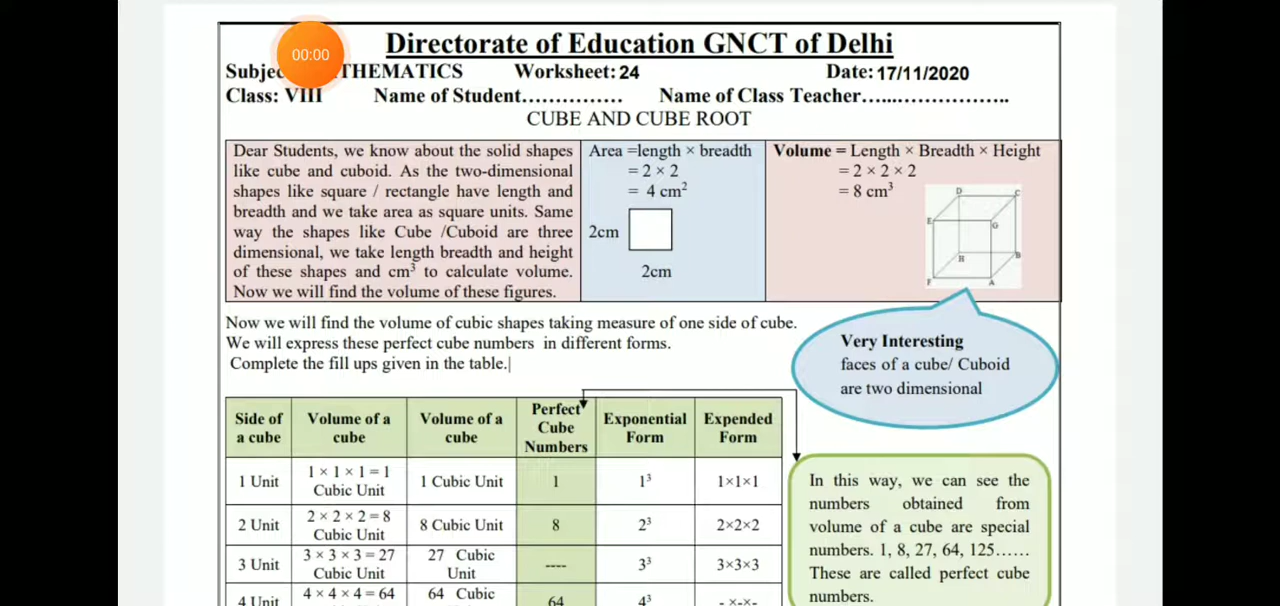 00:00
Directorate of Education GNCT of Delhi
Subjec THEMATICS Worksheet: 24 Date: 17/11/2020
Class: VIII Name of Student…………… Name of Class Teacher…...………………..
CUBE AND CUBE ROOT
Dear Students, we know about the solid shapes
like cube and cuboid. As the two-dimensional
shapes like square / rectangle have length and
breadth and we take area as square units. Same
way the shapes like Cube /Cuboid are three
dimensional, we take length breadth and height
of these shapes and cm³ to calculate volume.
Now we will find the volume of these figures.
Area =length × breadth
= 2 × 2
= 4 cm²
2cm
2cm
Volume = Length × Breadth × Height
= 2 × 2 × 2
= 8 cm³
D C
E G
H B
F A
Now we will find the volume of cubic shapes taking measure of one side of cube.
We will express these perfect cube numbers in different forms.
Complete the fill ups given in the table.
Very Interesting
faces of a cube/ Cuboid
are two dimensional
Side of a cube Volume of a cube Volume of a cube Perfect Cube Numbers Exponential Form Expended Form
1 Unit 1 × 1 × 1 = 1 Cubic Unit 1 Cubic Unit 1 1³ 1×1×1
2 Unit 2 × 2 × 2 = 8 Cubic Unit 8 Cubic Unit 8 2³ 2×2×2
3 Unit 3 × 3 × 3 = 27 Cubic Unit 27 Cubic Unit ---- 3³ 3×3×3
4 Unit 4 × 4 × 4 = 64 64 Cubic 64 4³ - ×-×-
In this way, we can see the
numbers obtained from
volume of a cube are special
numbers. 1, 8, 27, 64, 125……
These are called perfect cube
numbers.